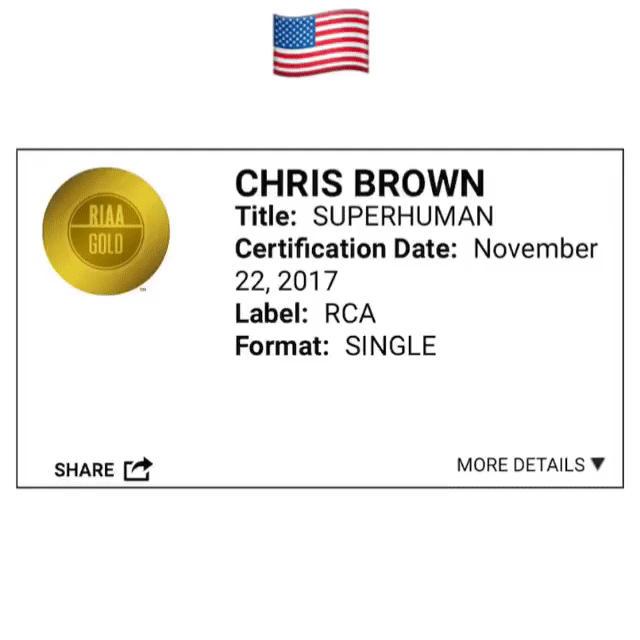 RIAA
GOLD
CHRIS BROWN
Title: SUPERHUMAN
Certification Date: November
22, 2017
Label: RCA
Format: SINGLE
SHARE
MORE DETAILS ▼